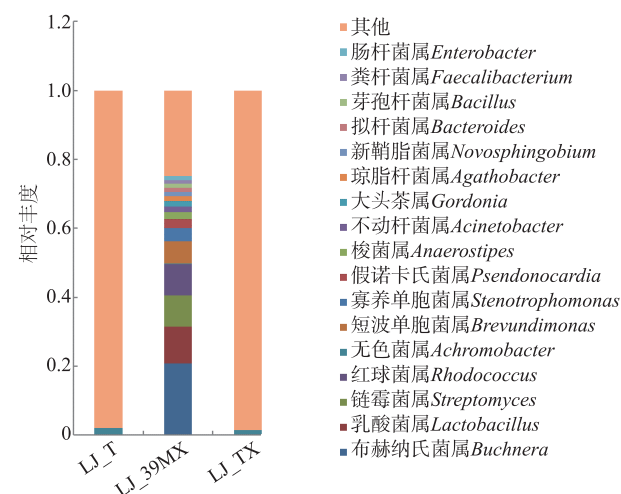 1.2
1.0
0.8
0.6
0.4
0.2
0
相对丰度
LJ_T
LJ_39MX
LJ_TX
其他
肠杆菌属Enterobacter
粪杆菌属Faecalibacterium
芽孢杆菌属Bacillus
拟杆菌属Bacteroides
新鞘脂菌属Novosphingobium
琼脂杆菌属Agathobacter
大头茶属Gordonia
不动杆菌属Acinetobacter
梭菌属Anaerostipes
假诺卡氏菌属Psendonocardia
寡养单胞菌属Stenotrophomonas
短波单胞菌属Brevundimonas
无色菌属Achromobacter
红球菌属Rhodococcus
链霉菌属Streptomyces
乳酸菌属Lactobacillus
布赫纳氏菌属Buchnera